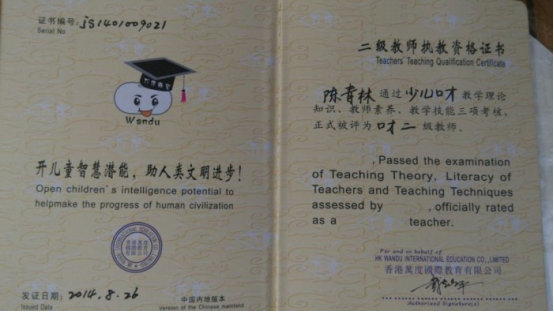 证书编号: js1401009021
Serial No
Wandu
开儿童智慧潜能，助人类文明进步！
Open children's intelligence potential to
helpmake the progress of human civilization
发证日期: 2014.8.26
Issued Date
中国内地版本
version of the Chinese mainland
二级教师执教资格证书
Teachers' Teaching Qualification Certificate
陈青林 通过 少儿口才 教学理论
知识、教师素养、教学技能三项考核，
正式被评为 口才二 级教师.
, Passed the examination
of Teaching Theory, Literacy of
Teachers and Teaching Techniques
assessed by , officially rated
as a teacher.
For and on behalf of
HK WANDU INTERNATIONAL EDUCATION CO., LIMITED
香港萬度國際教育有限公司
Authorized Signature(s)